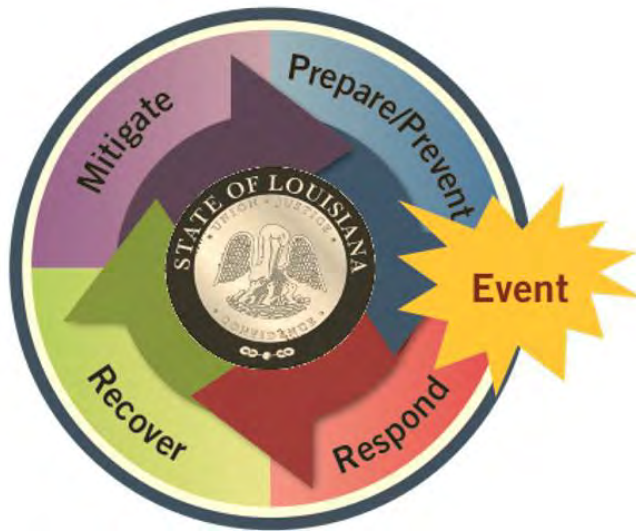 Mitigate
Prepare/Prevent
Event
Respond
Recover
STATE OF LOUISIANA
UNION · JUSTICE
CONFIDENCE